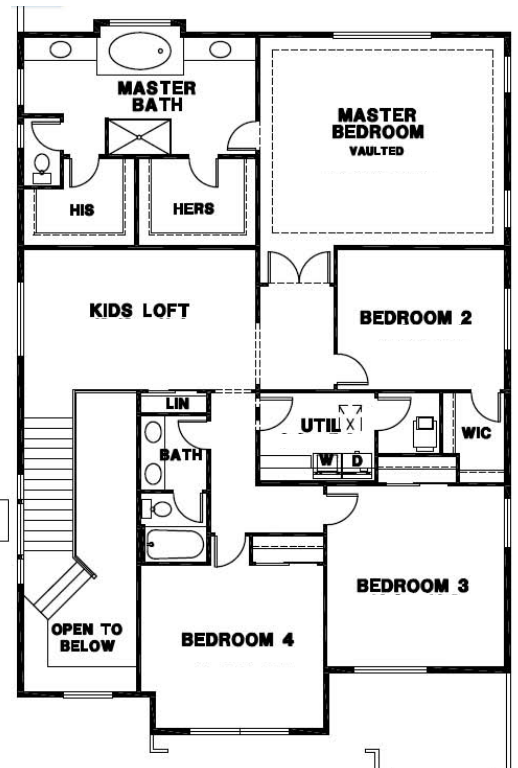 MASTER
BATH
MASTER
BEDROOM
VAULTED
HIS
HERS
KIDS LOFT
BEDROOM 2
LIN
UTIL
BATH
WIC
W D
BEDROOM 3
OPEN TO
BELOW
BEDROOM 4